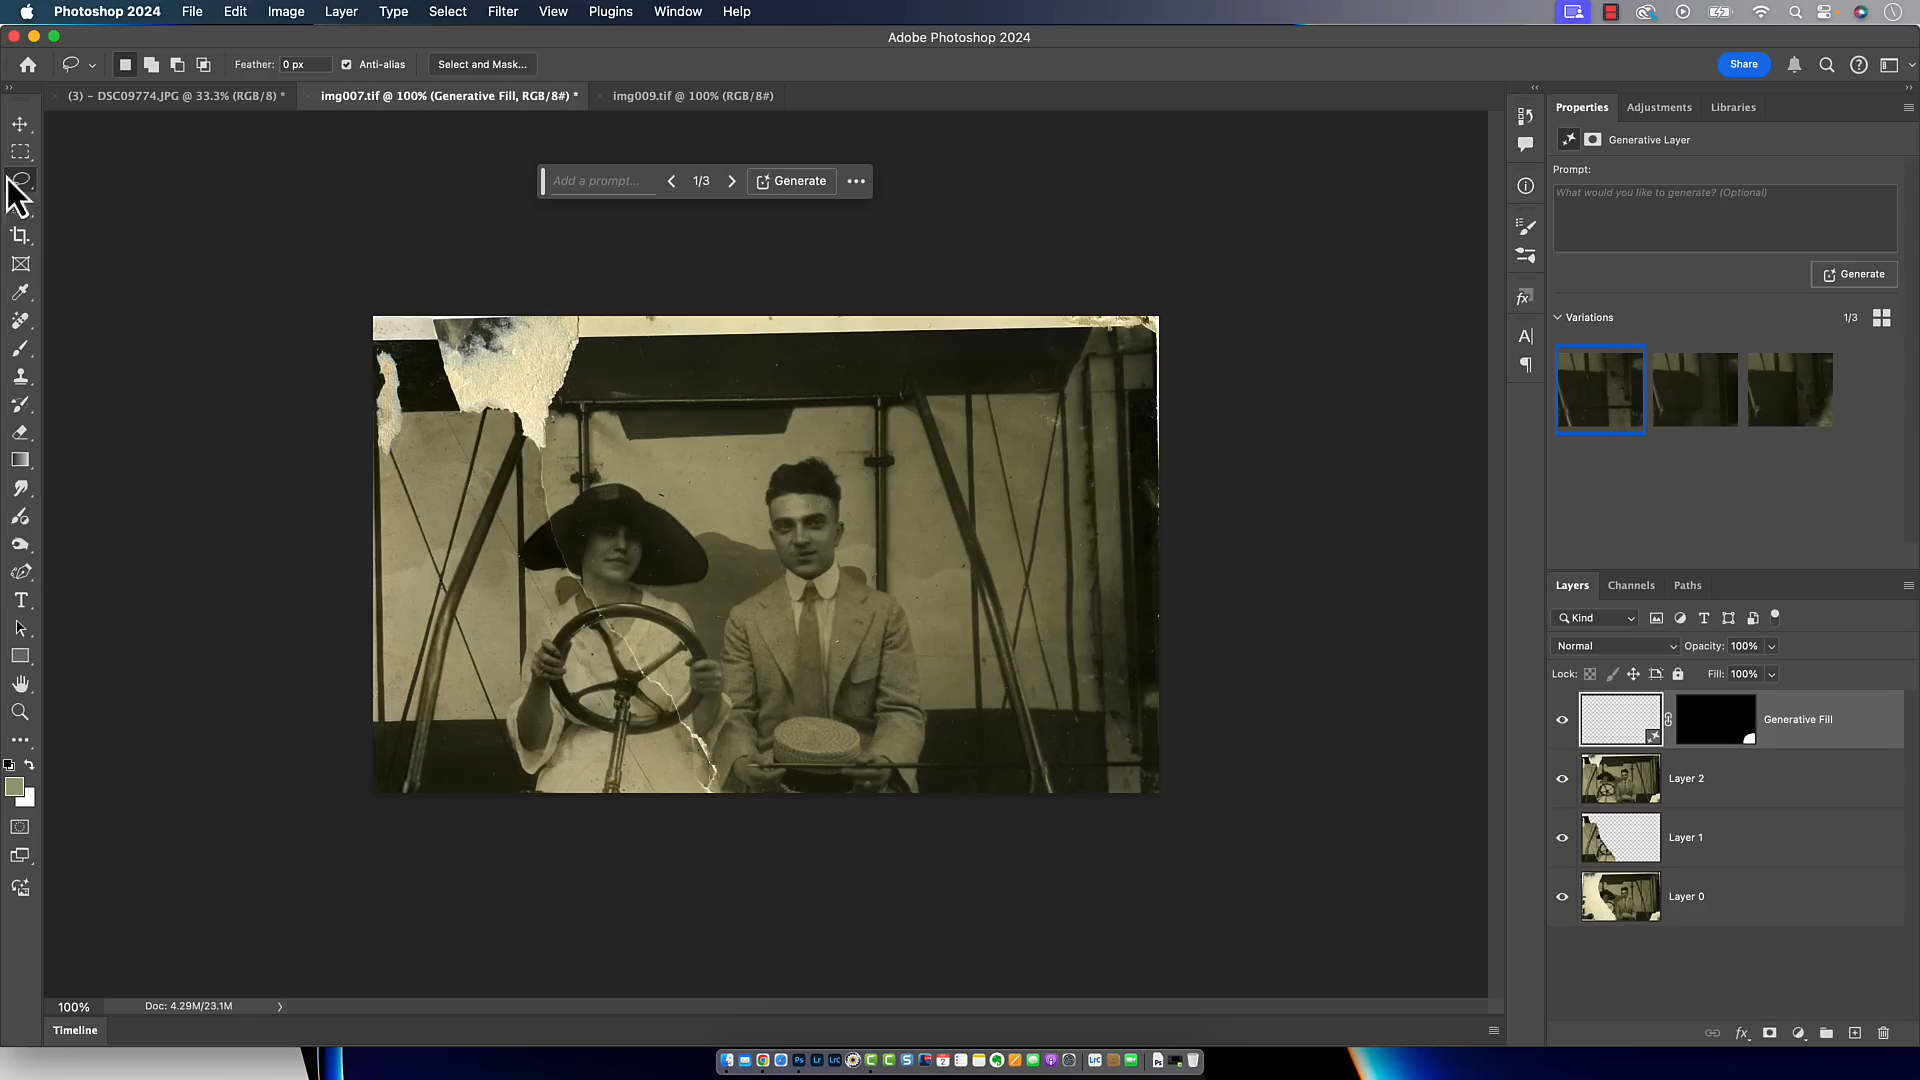 Photoshop 2024 File Edit Image Layer Type Select Filter View Plugins Window Help
Adobe Photoshop 2024
Feather: 0 px Anti-alias Select and Mask... Share
(3) - DSC09774.JPG @ 33.3% (RGB/8) * img007.tif @ 100% (Generative Fill, RGB/8#) * img009.tif @ 100% (RGB/8#)
Properties Adjustments Libraries
Generative Layer
Prompt:
What would you like to generate? (Optional)
Add a prompt... 1/3 Generate
Generate
Variations 1/3
Layers Channels Paths
Kind
Normal Opacity: 100%
Lock: Fill: 100%
Generative Fill
Layer 2
Layer 1
Layer 0
100% Doc: 4.29M/23.1M
Timeline